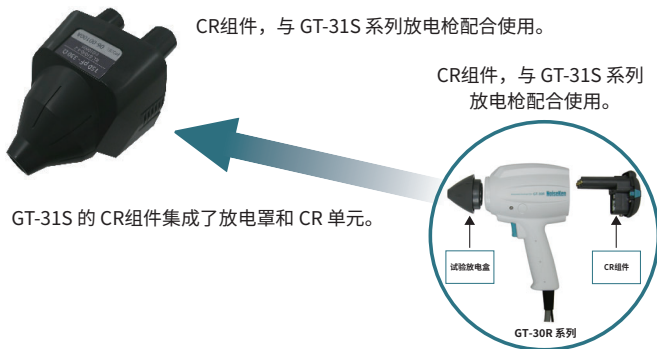 CR组件，与 GT-31S 系列放电枪配合使用。
CR组件，与 GT-31S 系列
放电枪配合使用。
GT-31S 的 CR组件集成了放电罩和 CR 单元。
试验放电盒
CR组件
GT-30R 系列